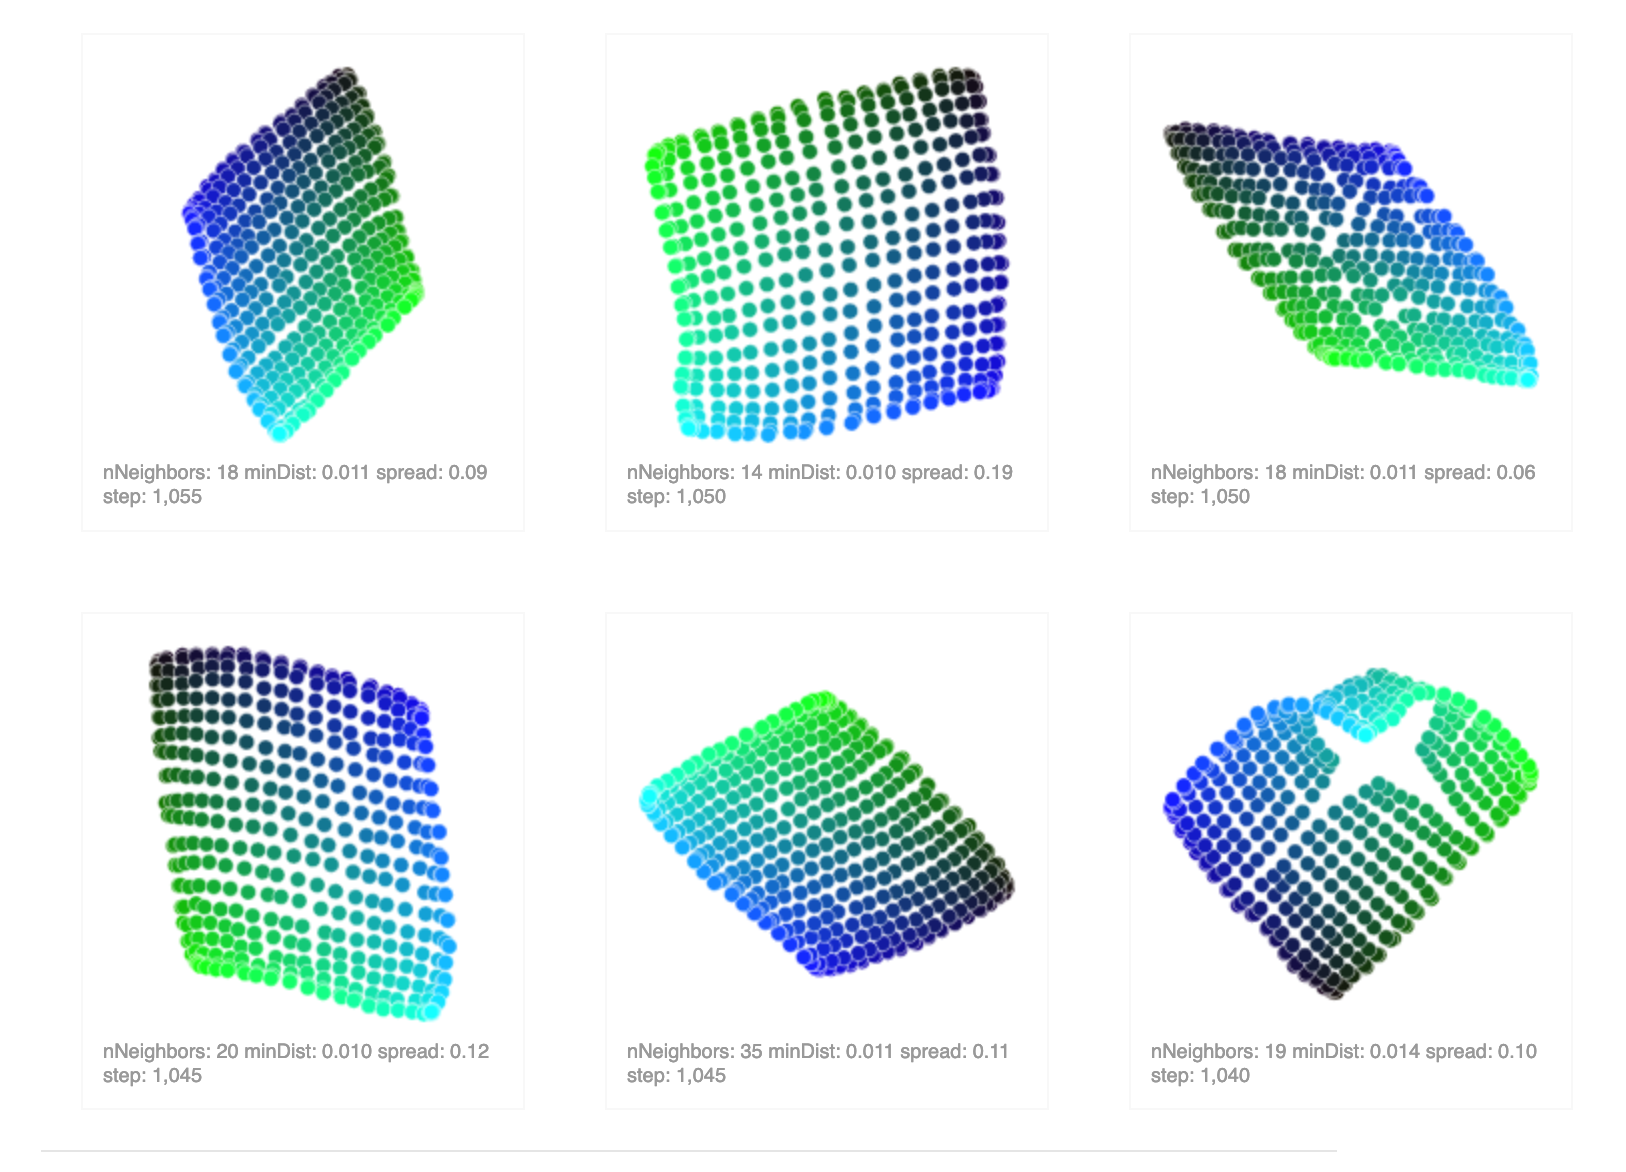 nNeighbors: 18 minDist: 0.011 spread: 0.09
step: 1,055
nNeighbors: 14 minDist: 0.010 spread: 0.19
step: 1,050
nNeighbors: 18 minDist: 0.011 spread: 0.06
step: 1,050
nNeighbors: 20 minDist: 0.010 spread: 0.12
step: 1,045
nNeighbors: 35 minDist: 0.011 spread: 0.11
step: 1,045
nNeighbors: 19 minDist: 0.014 spread: 0.10
step: 1,040